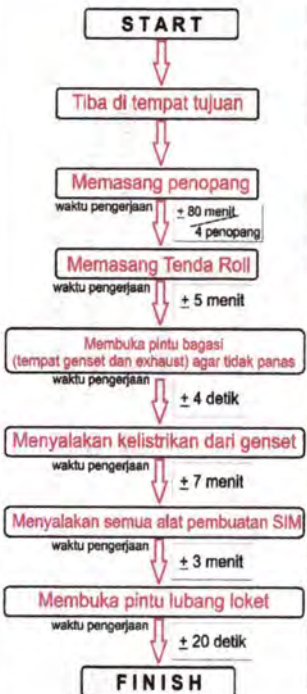 START
Tiba di tempat tujuan
Memasang penopang
waktu pengerjaan
± 80 menit
4 penopang
Memasang Tenda Roll
waktu pengerjaan
± 5 menit
Membuka pintu bagasi
(tempat genset dan exhaust) agar tidak panas
waktu pengerjaan
± 4 detik
Menyalakan kelistrikan dari genset
waktu pengerjaan
± 7 menit
Menyalakan semua alat pembuatan SIM
waktu pengerjaan
± 3 menit
Membuka pintu lubang loket
waktu pengerjaan
± 20 detik
FINISH